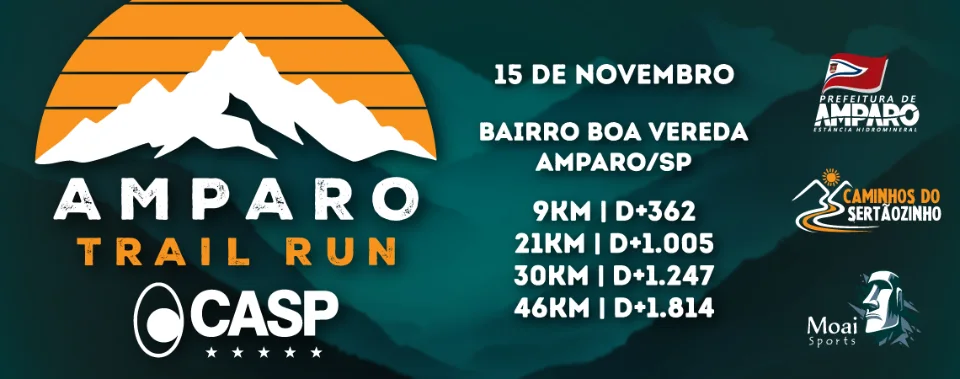 AMPARO
TRAIL RUN
CASP
15 DE NOVEMBRO
BAIRRO BOA VEREDA
AMPARO/SP
9KM | D+362
21KM | D+1.005
30KM | D+1.247
46KM | D+1.814
PREFEITURA DE
AMPARO
ESTÂNCIA HIDROMINERAL
CAMINHOS DO
SERTÃOZINHO
Moai
Sports